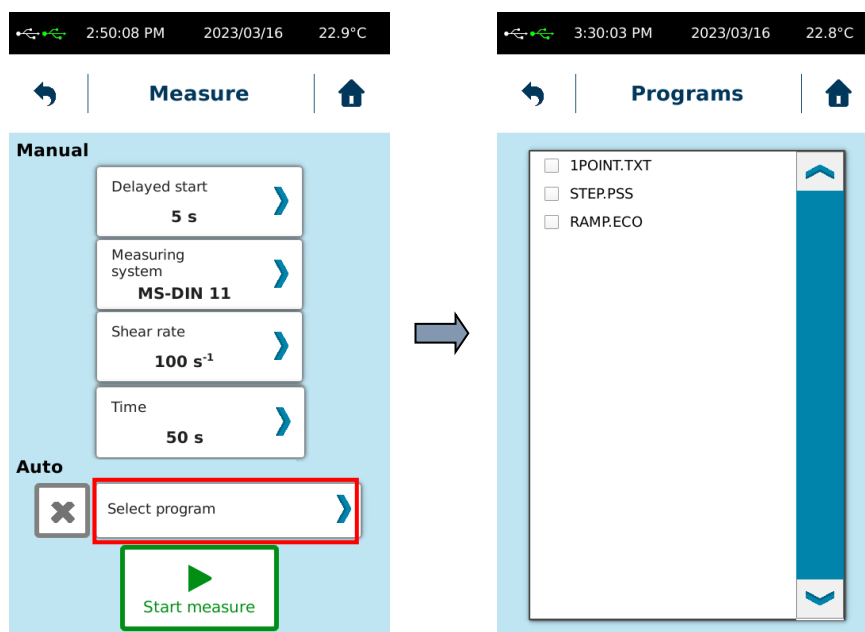 2:50:08 PM 2023/03/16 22.9°C
Measure
Manual
Delayed start
5 s
Measuring
system
MS-DIN 11
Shear rate
100 s⁻¹
Time
50 s
Auto
Select program
Start measure
3:30:03 PM 2023/03/16 22.8°C
Programs
1POINT.TXT
STEP.PSS
RAMP.ECO